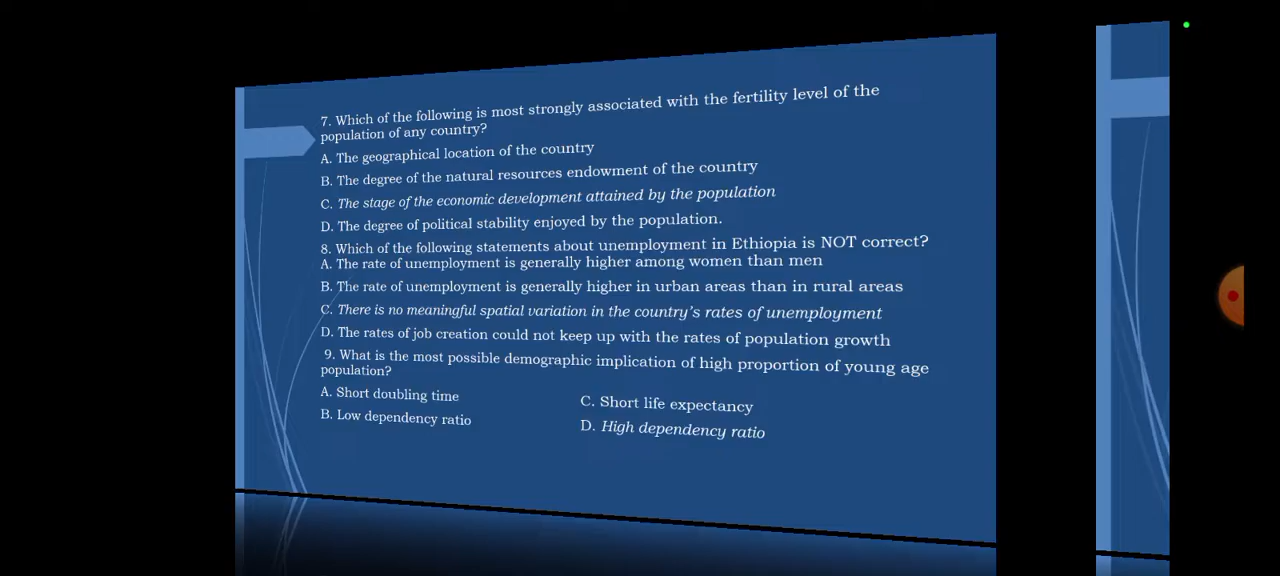 7. Which of the following is most strongly associated with the fertility level of the
population of any country?
A. The geographical location of the country
B. The degree of the natural resources endowment of the country
C. The stage of the economic development attained by the population
D. The degree of political stability enjoyed by the population.
8. Which of the following statements about unemployment in Ethiopia is NOT correct?
A. The rate of unemployment is generally higher among women than men
B. The rate of unemployment is generally higher in urban areas than in rural areas
C. There is no meaningful spatial variation in the country's rates of unemployment
D. The rates of job creation could not keep up with the rates of population growth
9. What is the most possible demographic implication of high proportion of young age
population?
A. Short doubling time
B. Low dependency ratio
C. Short life expectancy
D. High dependency ratio